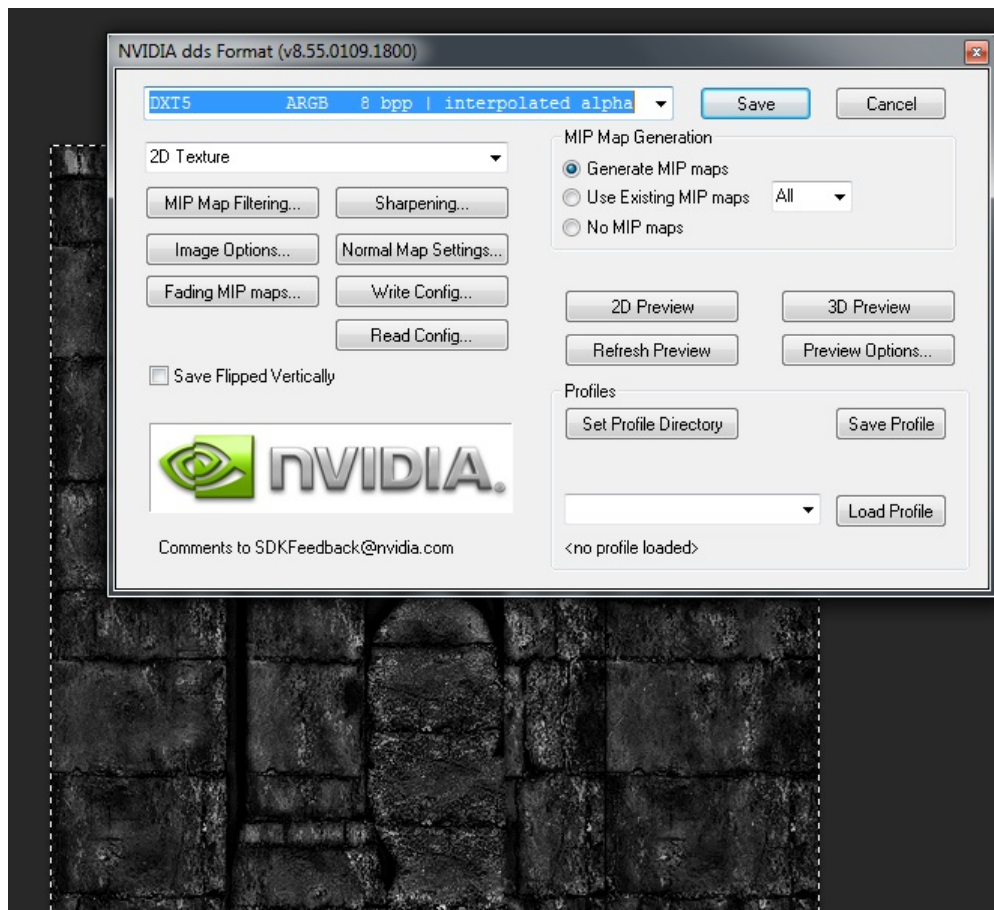 NVIDIA dds Format (v8.55.0109.1800)
DXT5 ARGB 8 bpp | interpolated alpha
Save
Cancel
2D Texture
MIP Map Generation
Generate MIP maps
Use Existing MIP maps
All
No MIP maps
MIP Map Filtering...
Sharpening...
Image Options...
Normal Map Settings...
Fading MIP maps...
Write Config...
Read Config...
2D Preview
3D Preview
Refresh Preview
Preview Options...
Save Flipped Vertically
Profiles
Set Profile Directory
Save Profile
NVIDIA.
Load Profile
Comments to SDKFeedback@nvidia.com
<no profile loaded>